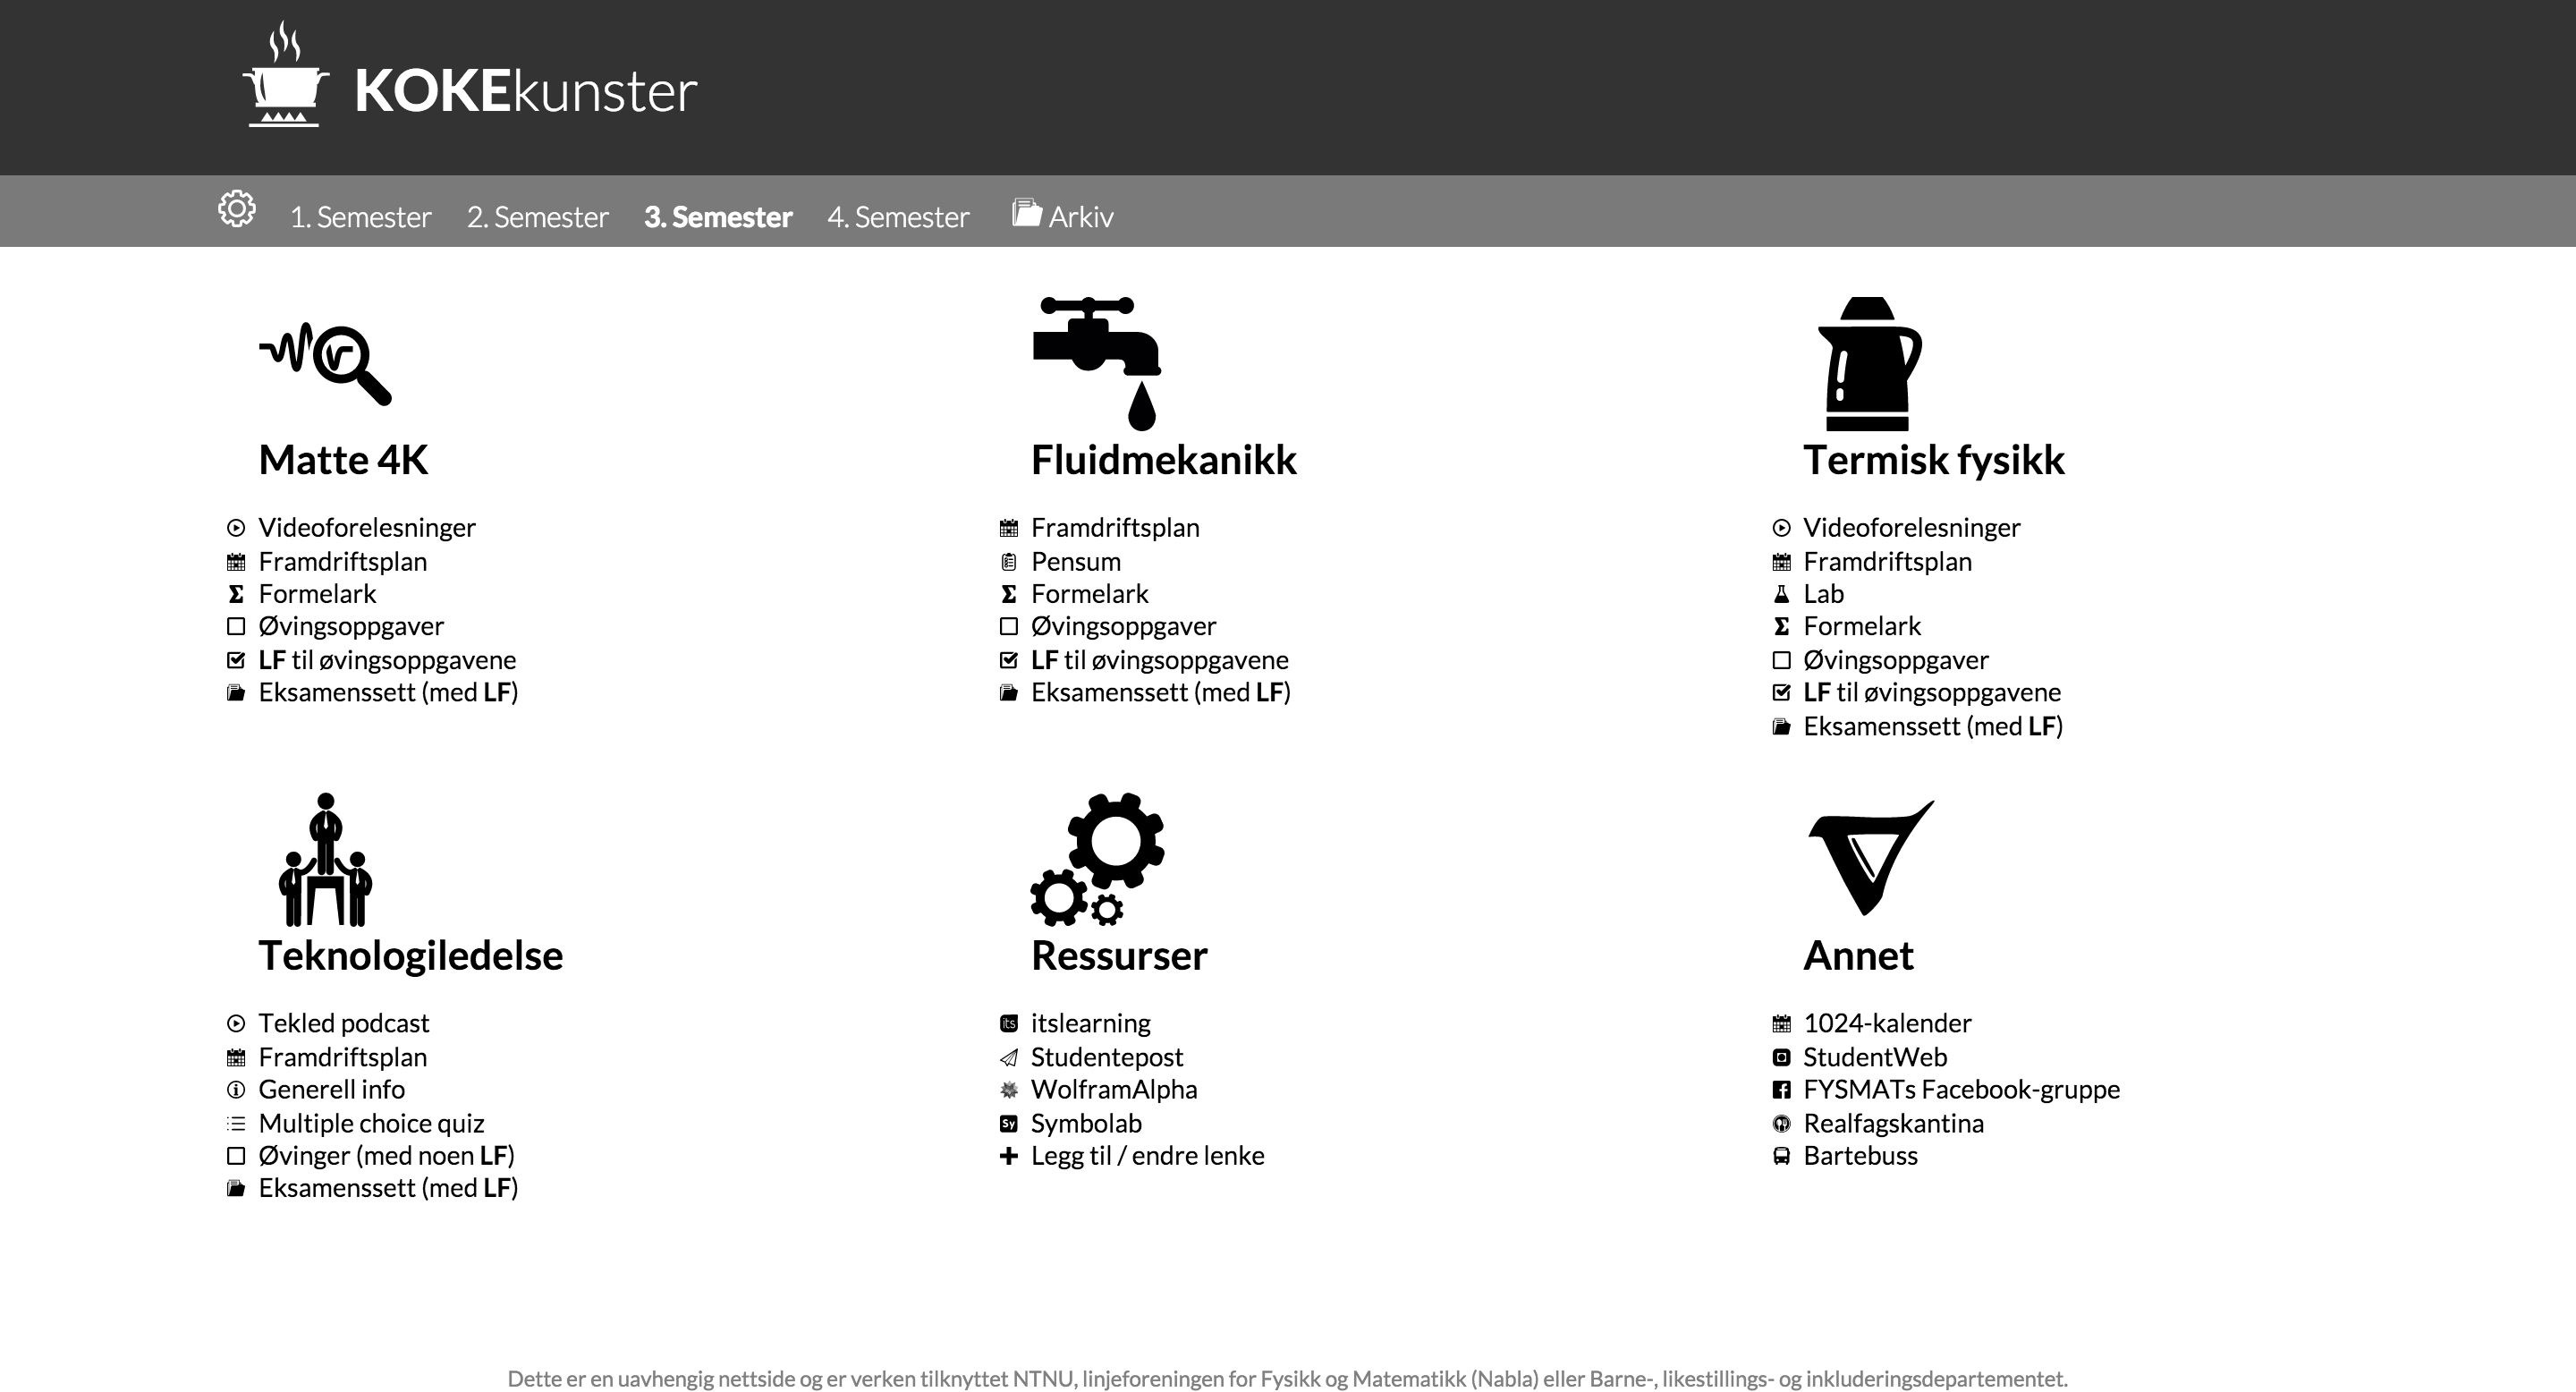 KOKEkunster
1. Semester 2. Semester 3. Semester 4. Semester Arkiv
Matte 4K
Videoforelesninger
Framdriftsplan
Σ Formelark
Øvingsoppgaver
LF til øvingsoppgavene
Eksamenssett (med LF)
Fluidmekanikk
Framdriftsplan
Pensum
Σ Formelark
Øvingsoppgaver
LF til øvingsoppgavene
Eksamenssett (med LF)
Termisk fysikk
Videoforelesninger
Framdriftsplan
Lab
Σ Formelark
Øvingsoppgaver
LF til øvingsoppgavene
Eksamenssett (med LF)
Teknologiledelse
Tekled podcast
Framdriftsplan
Generell info
Multiple choice quiz
Øvinger (med noen LF)
Eksamenssett (med LF)
Ressurser
its itslearning
Studentepost
WolframAlpha
Sy Symbolab
Legg til / endre lenke
Annet
1024-kalender
StudentWeb
FYSMATs Facebook-gruppe
Realfagskantina
Bartebuss
Dette er en uavhengig nettside og er verken tilknyttet NTNU, linjeforeningen for Fysikk og Matematikk (Nabla) eller Barne-, likestillings- og inkluderingsdepartementet.